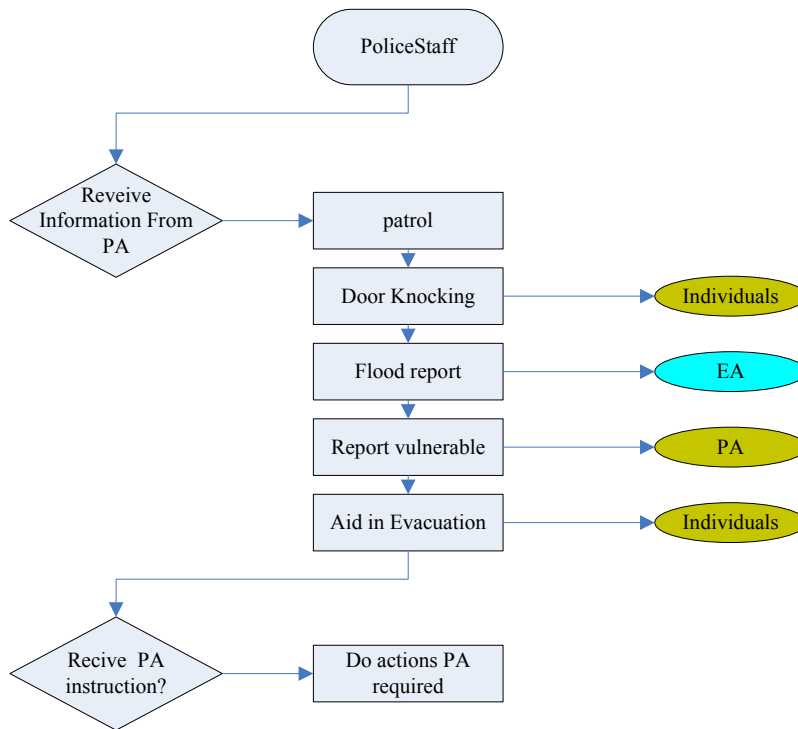 PoliceStaff
Reveive
Information From
PA
patrol
Door Knocking
Individuals
Flood report
EA
Report vulnerable
PA
Aid in Evacuation
Individuals
Recive PA
instruction?
Do actions PA
required